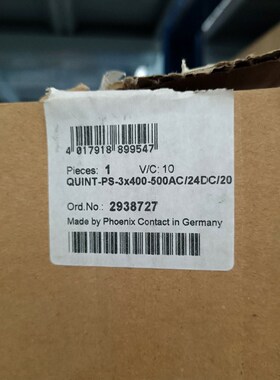 4 017918 899547
Pieces: 1 V/C: 10
QUINT-PS-3x400-500AC/24DC/20
Ord.No.: 2938727
Made by Phoenix Contact in Germany